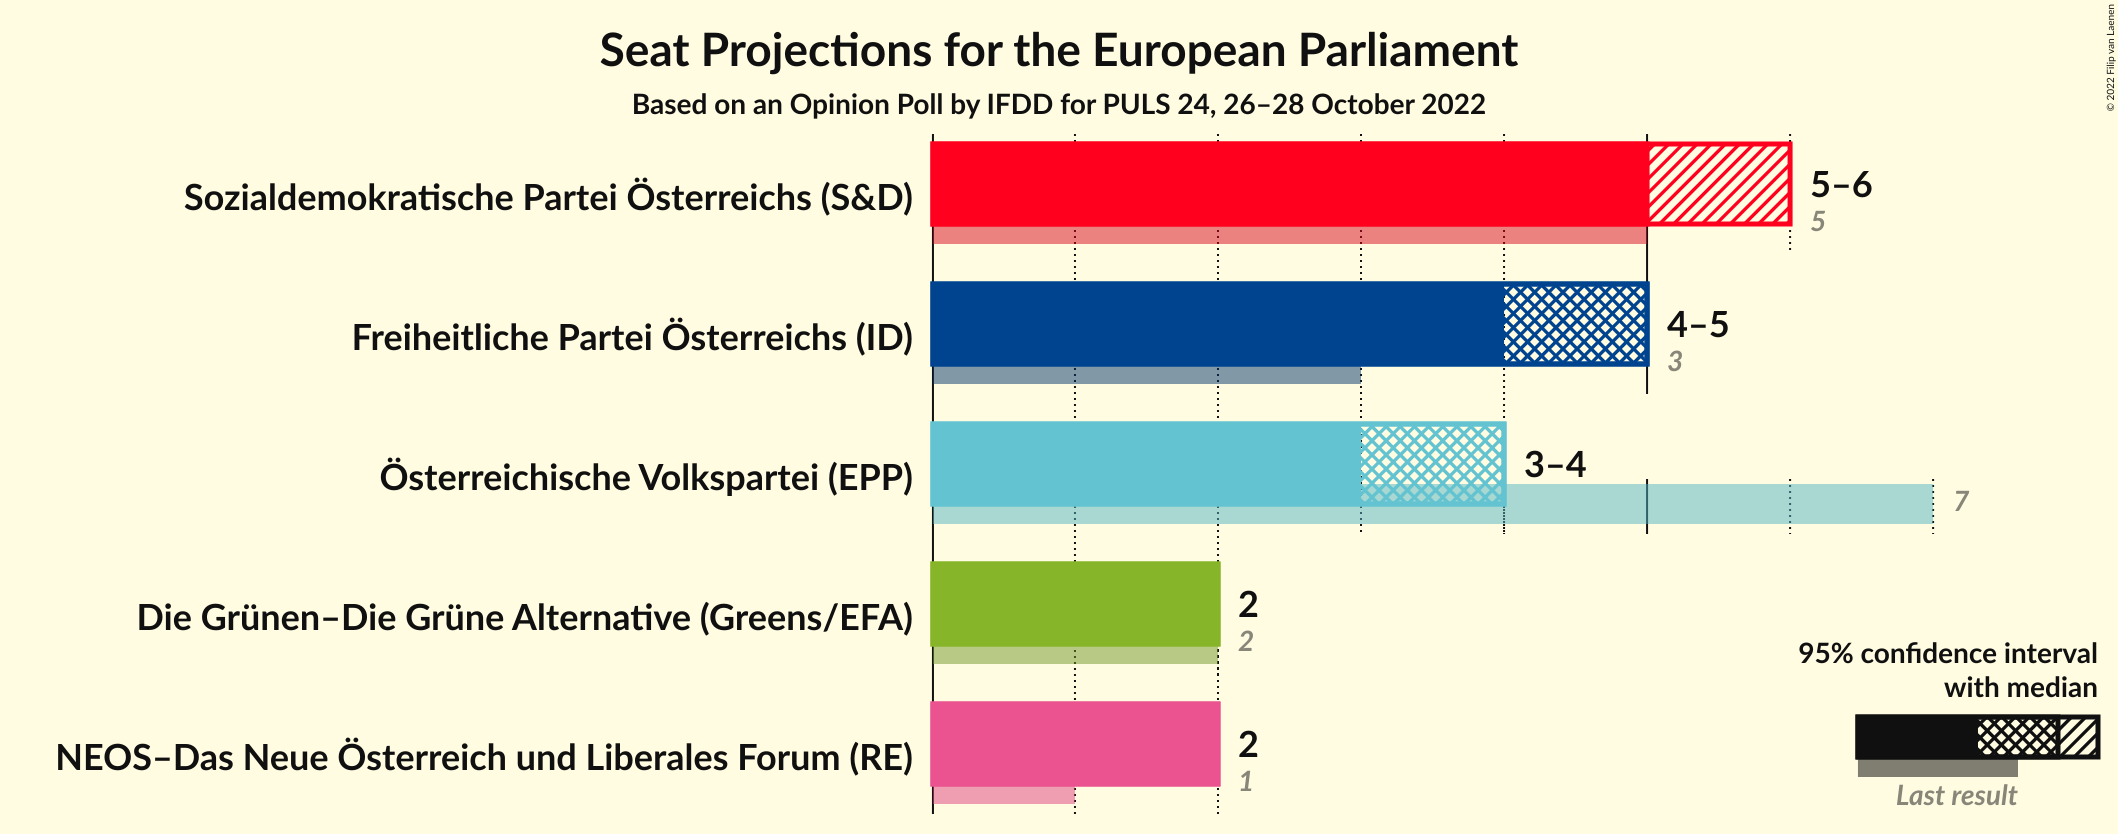 Seat Projections for the European Parliament
Based on an Opinion Poll by IFDD for PULS 24, 26–28 October 2022
© 2022 Filip van Laenen
Sozialdemokratische Partei Österreichs (S&D)
5–6
5
Freiheitliche Partei Österreichs (ID)
4–5
3
Österreichische Volkspartei (EPP)
3–4
7
Die Grünen–Die Grüne Alternative (Greens/EFA)
2
2
NEOS–Das Neue Österreich und Liberales Forum (RE)
2
1
95% confidence interval
with median
Last result